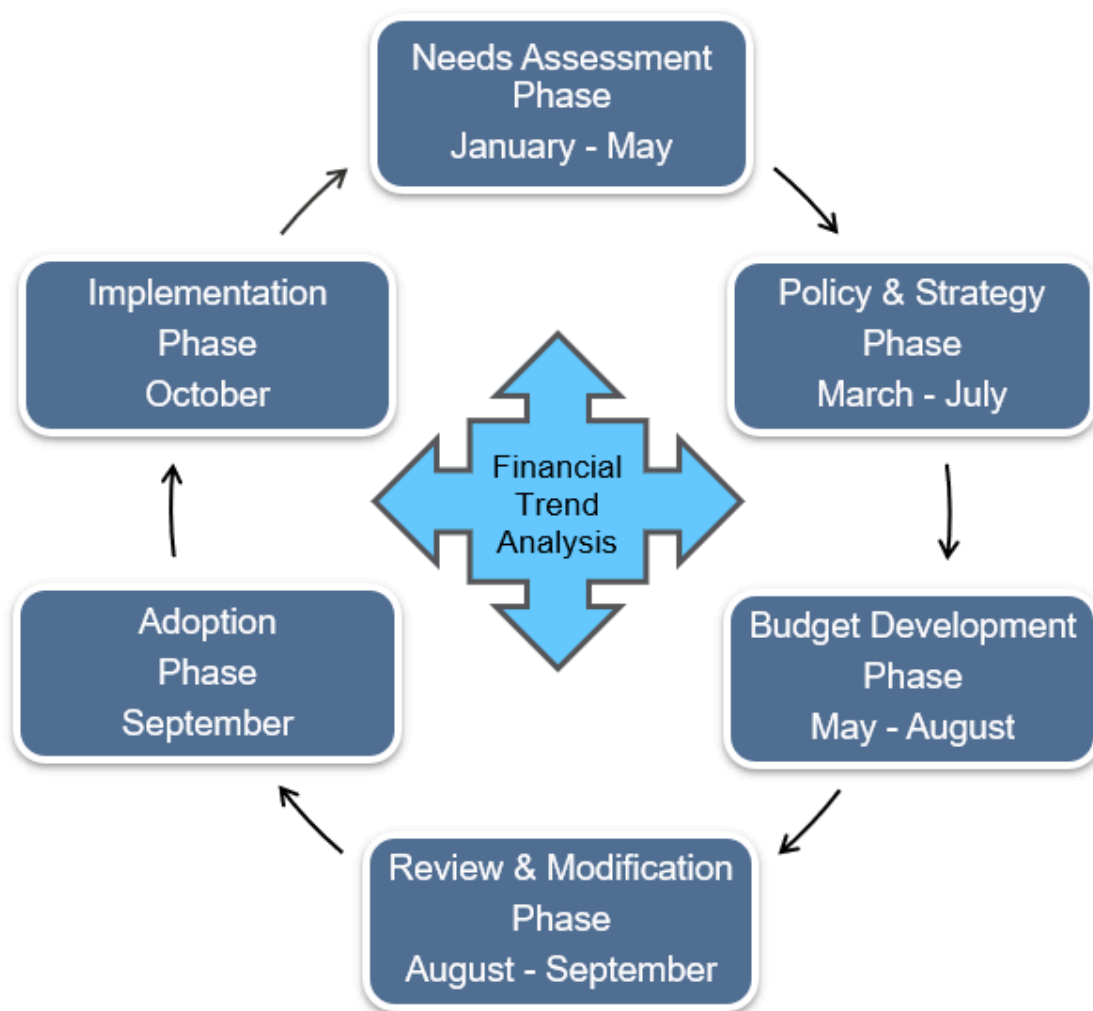 Needs Assessment
Phase
January - May
Policy & Strategy
Phase
March - July
Budget Development
Phase
May - August
Review & Modification
Phase
August - September
Adoption
Phase
September
Implementation
Phase
October
Financial
Trend
Analysis